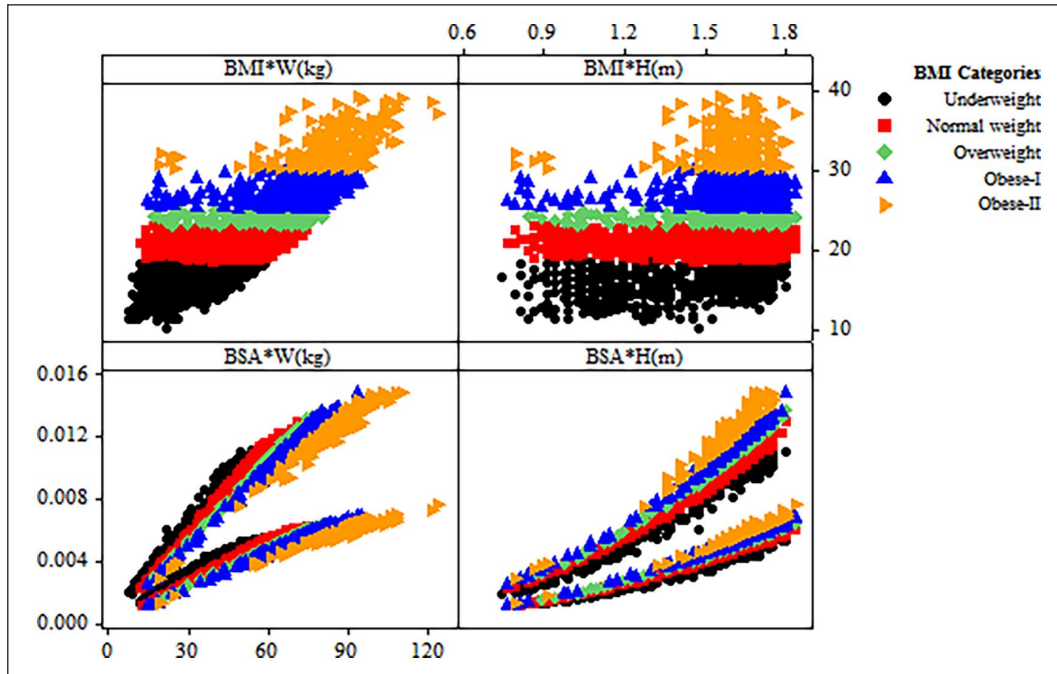 0.6 0.9 1.2 1.5 1.8
BMI*W(kg) BMI*H(m)
40
30
20
10
BMI Categories
Underweight
Normal weight
Overweight
Obese-I
Obese-II
BSA*W(kg) BSA*H(m)
0.016
0.012
0.008
0.004
0.000
0 30 60 90 120